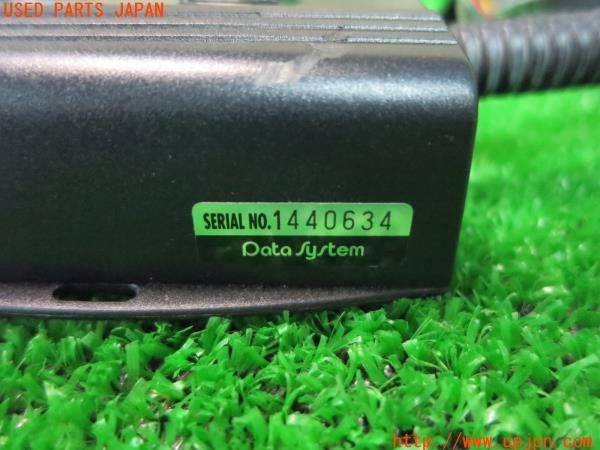 USED PARTS JAPAN
SERIAL NO.1440634
Data System
http://www.upjpn.com/